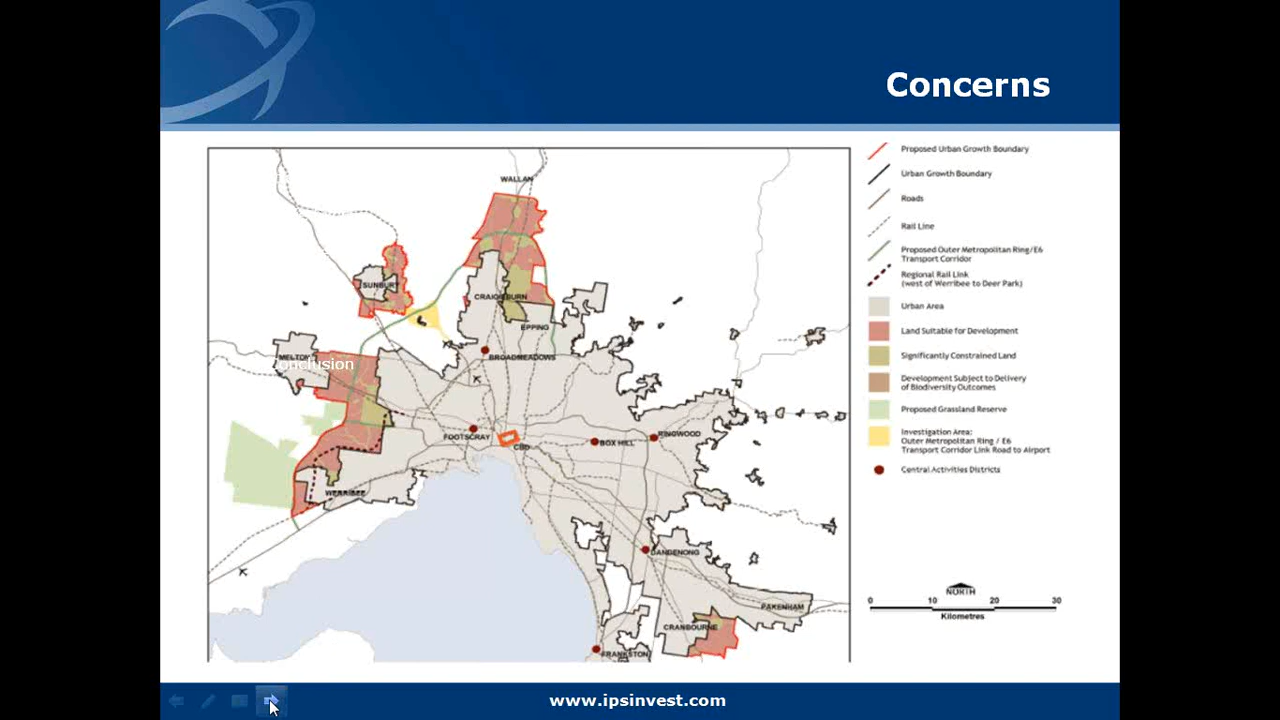 Concerns
Proposed Urban Growth Boundary
Urban Growth Boundary
Roads
Rail Line
Proposed Outer Metropolitan Ring/E6
Transport Corridor
Regional Rail Link
(west of Werribee to Deer Park)
Urban Area
Land Suitable for Development
Significantly Constrained Land
Development Subject to Delivery
of Biodiversity Outcomes
Proposed Grassland Reserve
Investigation Area:
Outer Metropolitan Ring / E6
Transport Corridor Link Road to Airport
Central Activities Districts
WALLAN
SUNBURY
CRAIGIEBURN
EPPING
BROADMEADOWS
MELTON
Conclusion
FOOTSCRAY
CBD
BOX HILL
RINGWOOD
WERRIBEE
DANDENONG
PAKENHAM
CRANBOURNE
FRANKSTON
NORTH
0 10 20 30
Kilometres
www.ipsinvest.com